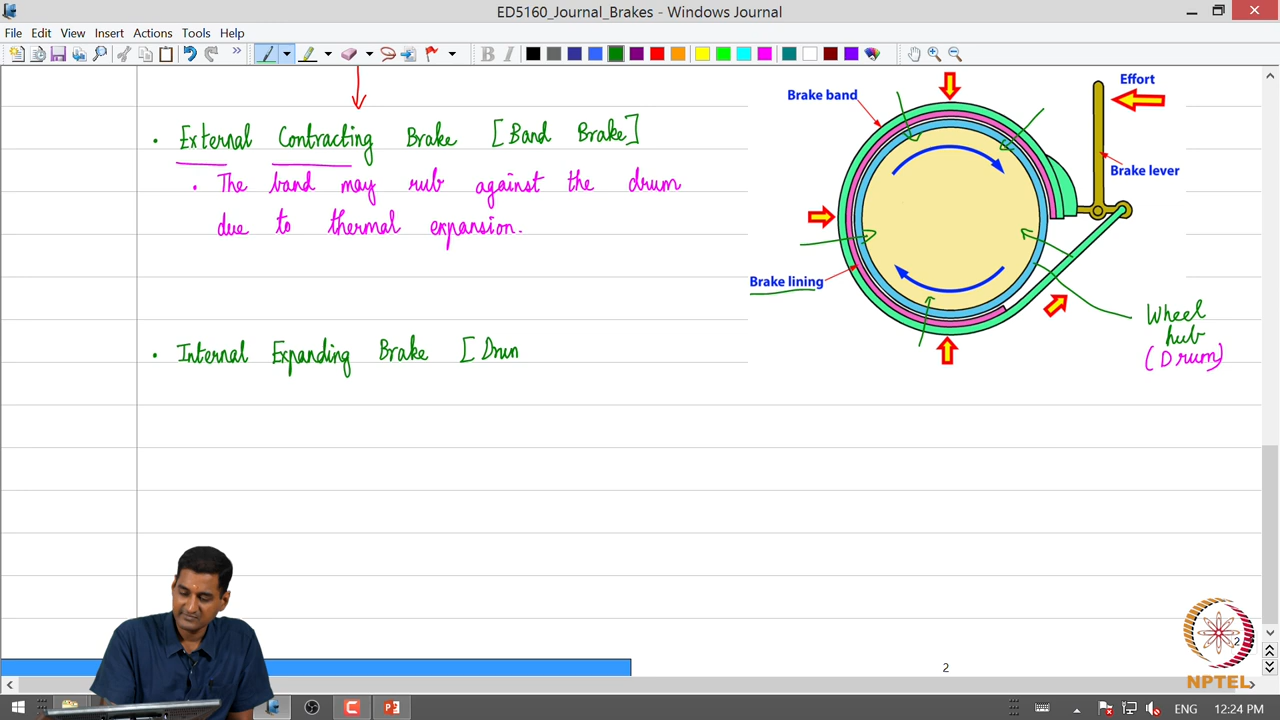 ED5160_Journal_Brakes - Windows Journal
File Edit View Insert Actions Tools Help
B I
Effort
Brake band
Brake lever
• External Contracting Brake [Band Brake]
• The band may rub against the drum
due to thermal expansion.
Brake lining
Wheel
hub
(Drum)
• Internal Expanding Brake [Drum
2
2
NPTEL
ENG 12:24 PM